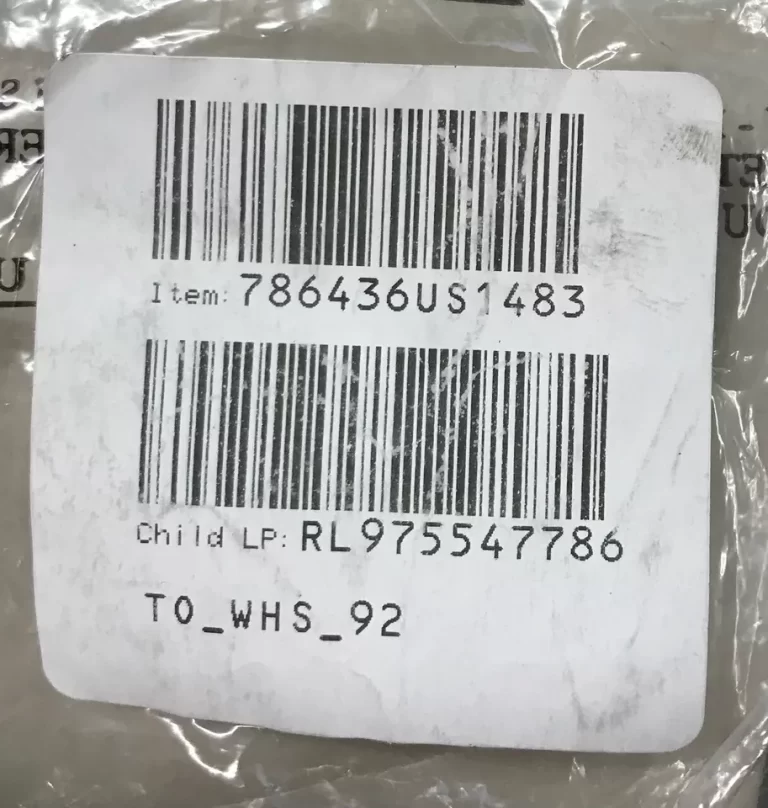 Item: 786436US1483
Child LP: RL975547786
TO_WHS_92